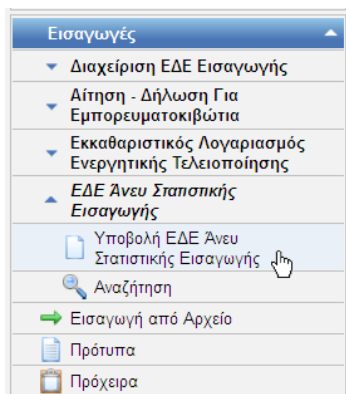 Εισαγωγές
Διαχείριση ΕΔΕ Εισαγωγής
Αίτηση - Δήλωση Για
Εμπορευματοκιβώτια
Εκκαθαριστικός Λογαριασμός
Ενεργητικής Τελειοποίησης
ΕΔΕ Άνευ Στατιστικής
Εισαγωγής
Υποβολή ΕΔΕ Άνευ
Στατιστικής Εισαγωγής
Αναζήτηση
Εισαγωγή από Αρχείο
Πρότυπα
Πρόχειρα